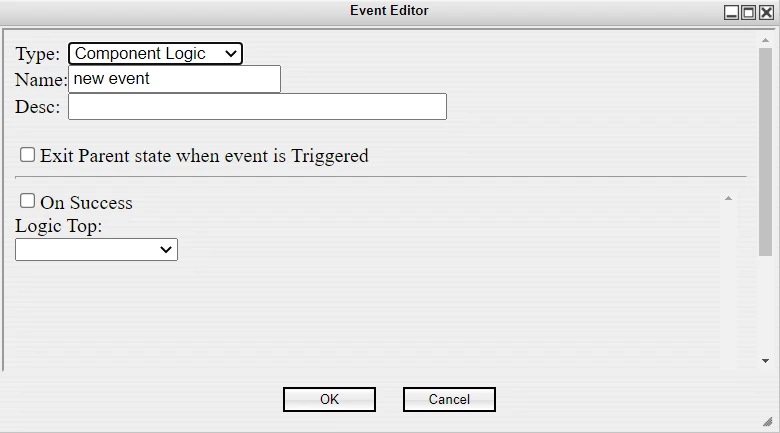 Event Editor
Type: Component Logic
Name: new event
Desc:
Exit Parent state when event is Triggered
On Success
Logic Top:
OK Cancel